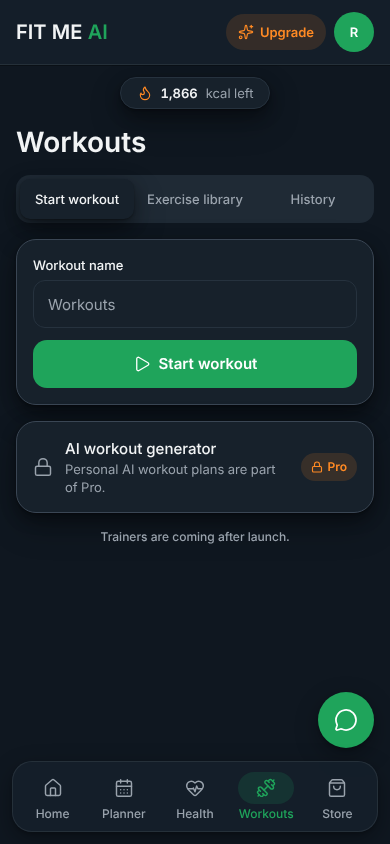 FIT ME AI
Upgrade
R
1,866 kcal left
Workouts
Start workout
Exercise library
History
Workout name
Workouts
Start workout
AI workout generator
Personal AI workout plans are part
of Pro.
Pro
Trainers are coming after launch.
Home
Planner
Health
Workouts
Store